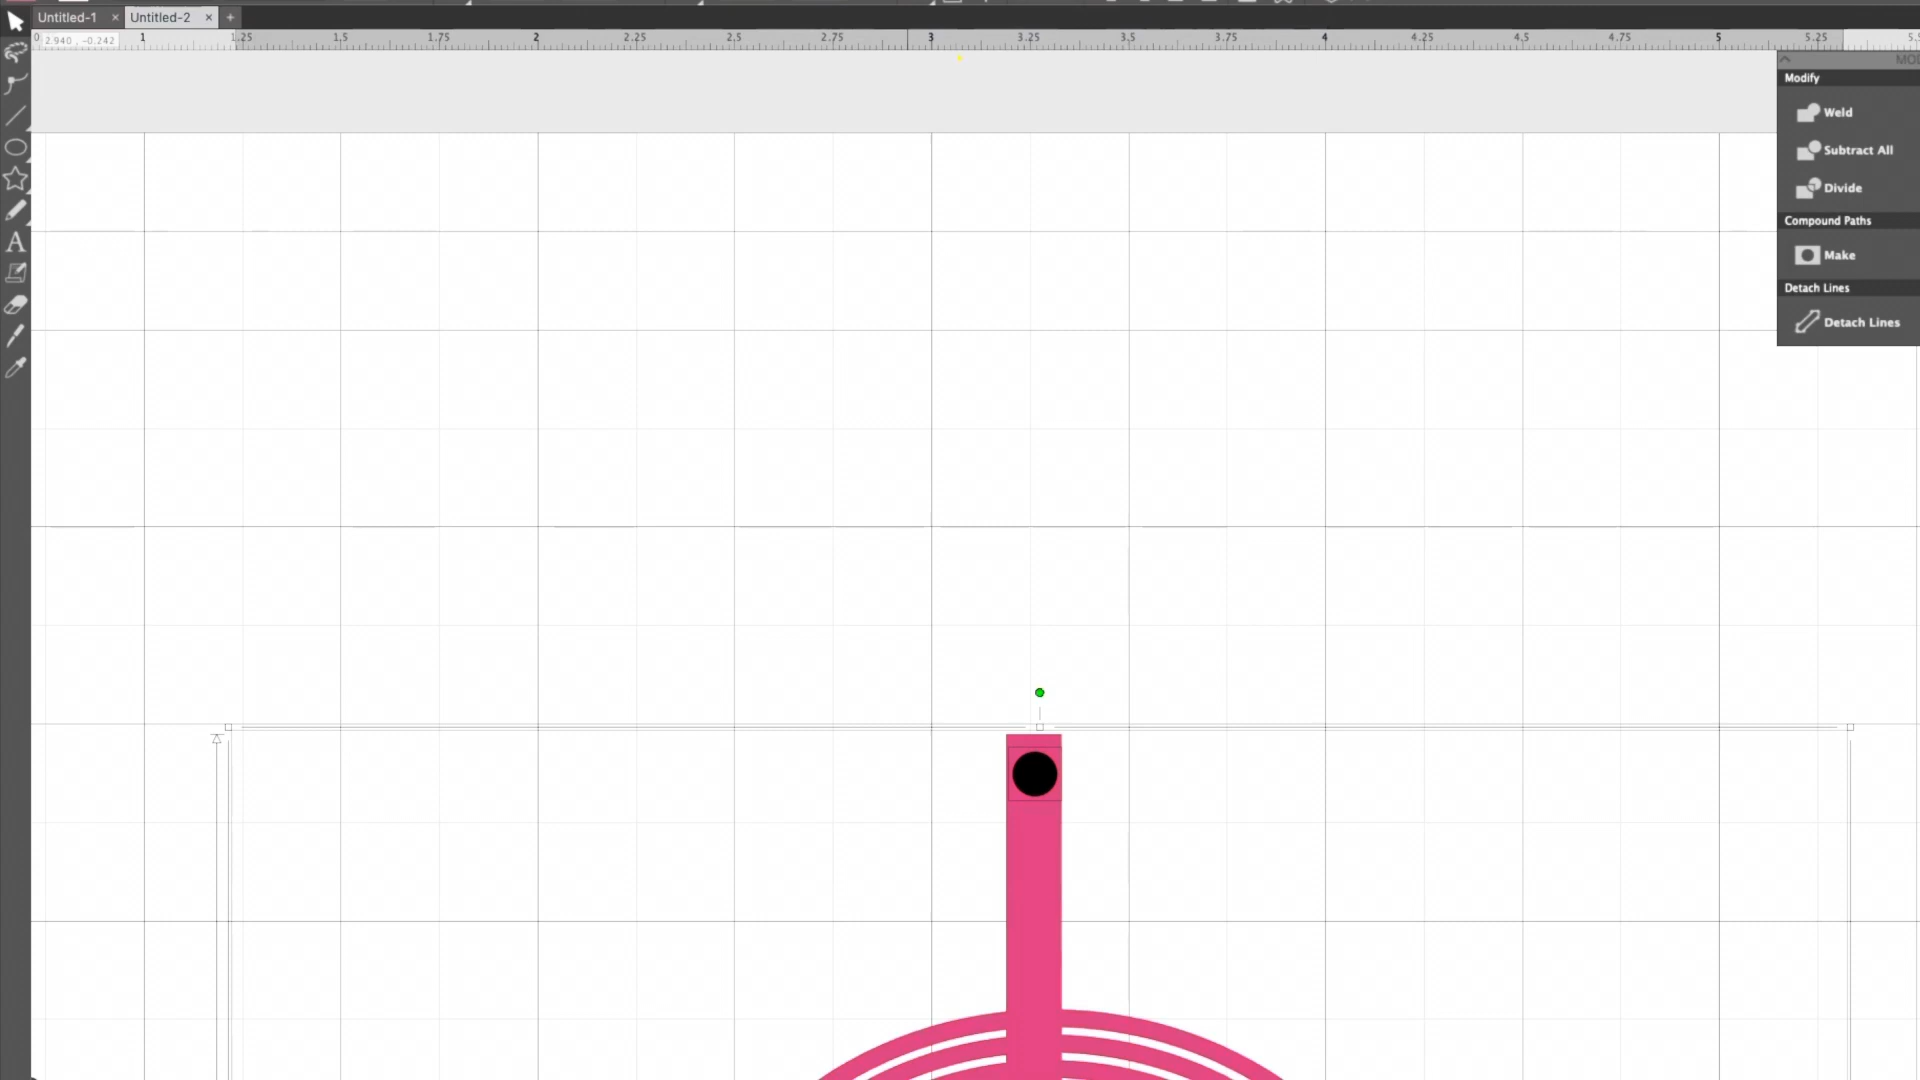 Untitled-1 × Untitled-2 × +
0 1 1.25 1.5 1.75 2 2.25 2.5 2.75 3 3.25 3.5 3.75 4 4.25 4.5 4.75 5 5.25
2.940 , -0.242
Modify
Weld
Subtract All
Divide
Compound Paths
Make
Detach Lines
Detach Lines
A